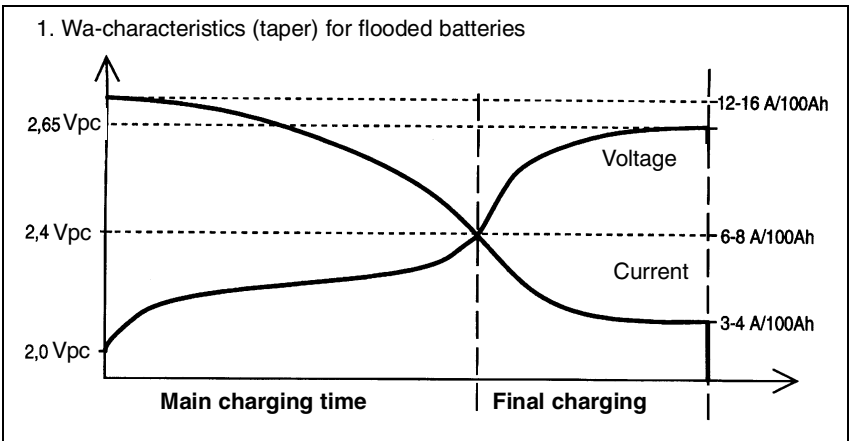 1. Wa-characteristics (taper) for flooded batteries
12-16 A/100Ah
2,65 Vpc
Voltage
2,4 Vpc
6-8 A/100Ah
Current
3-4 A/100Ah
2,0 Vpc
Main charging time
Final charging